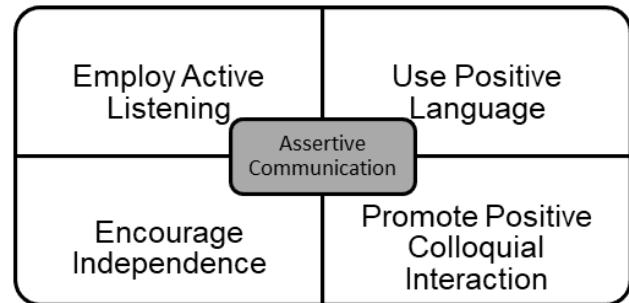 Employ Active
Listening
Use Positive
Language
Assertive
Communication
Encourage
Independence
Promote Positive
Colloquial
Interaction